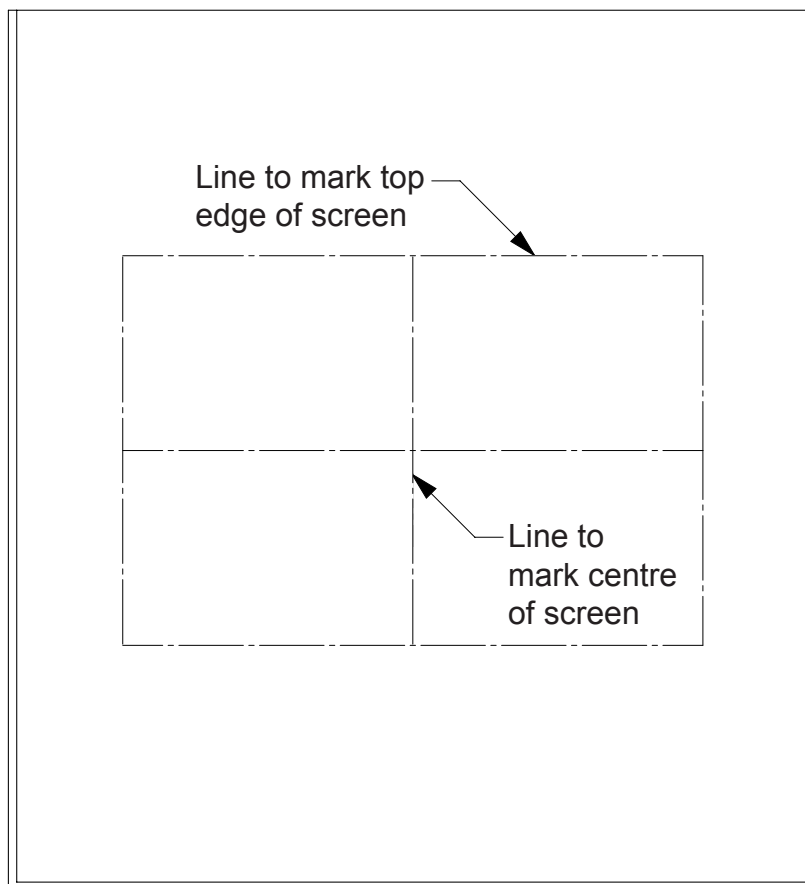 Line to mark top
edge of screen
Line to
mark centre
of screen